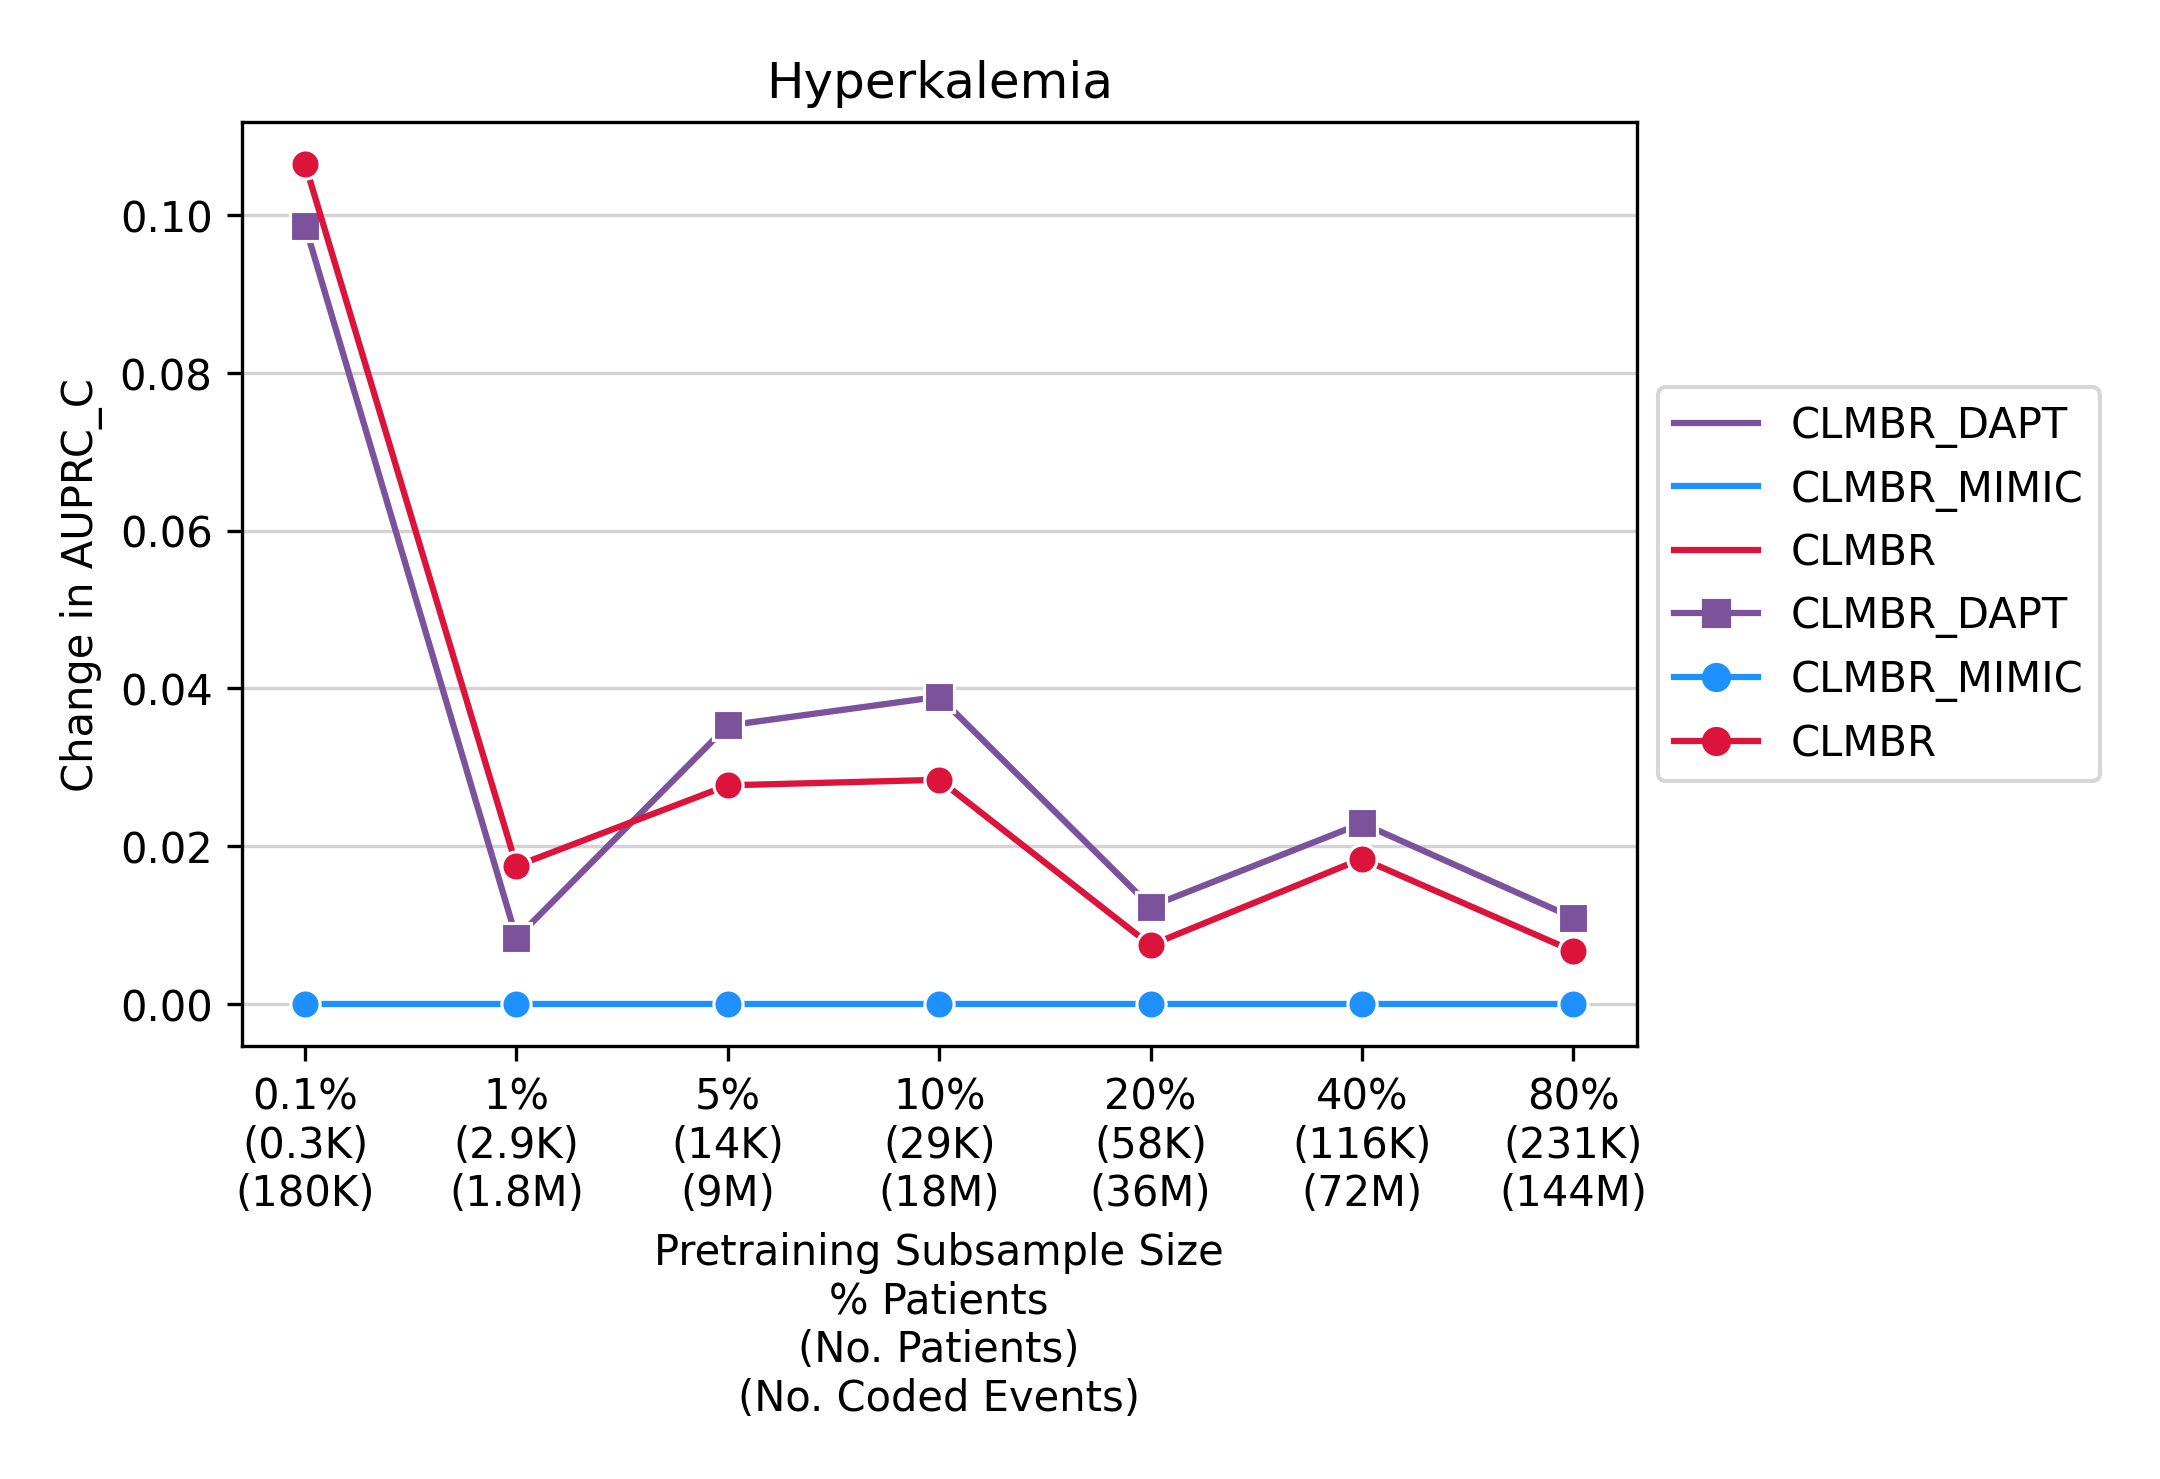 Hyperkalemia
Change in AUPRC_C
0.10
0.08
0.06
0.04
0.02
0.00
0.1% 1% 5% 10% 20% 40% 80%
(0.3K) (2.9K) (14K) (29K) (58K) (116K) (231K)
(180K) (1.8M) (9M) (18M) (36M) (72M) (144M)
Pretraining Subsample Size
% Patients
(No. Patients)
(No. Coded Events)
CLMBR_DAPT
CLMBR_MIMIC
CLMBR
CLMBR_DAPT
CLMBR_MIMIC
CLMBR